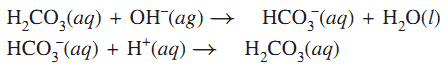 H₂CO₃(aq) + OH⁻(ag) → HCO₃⁻(aq) + H₂O(l)
HCO₃⁻(aq) + H⁺(aq) → H₂CO₃(aq)